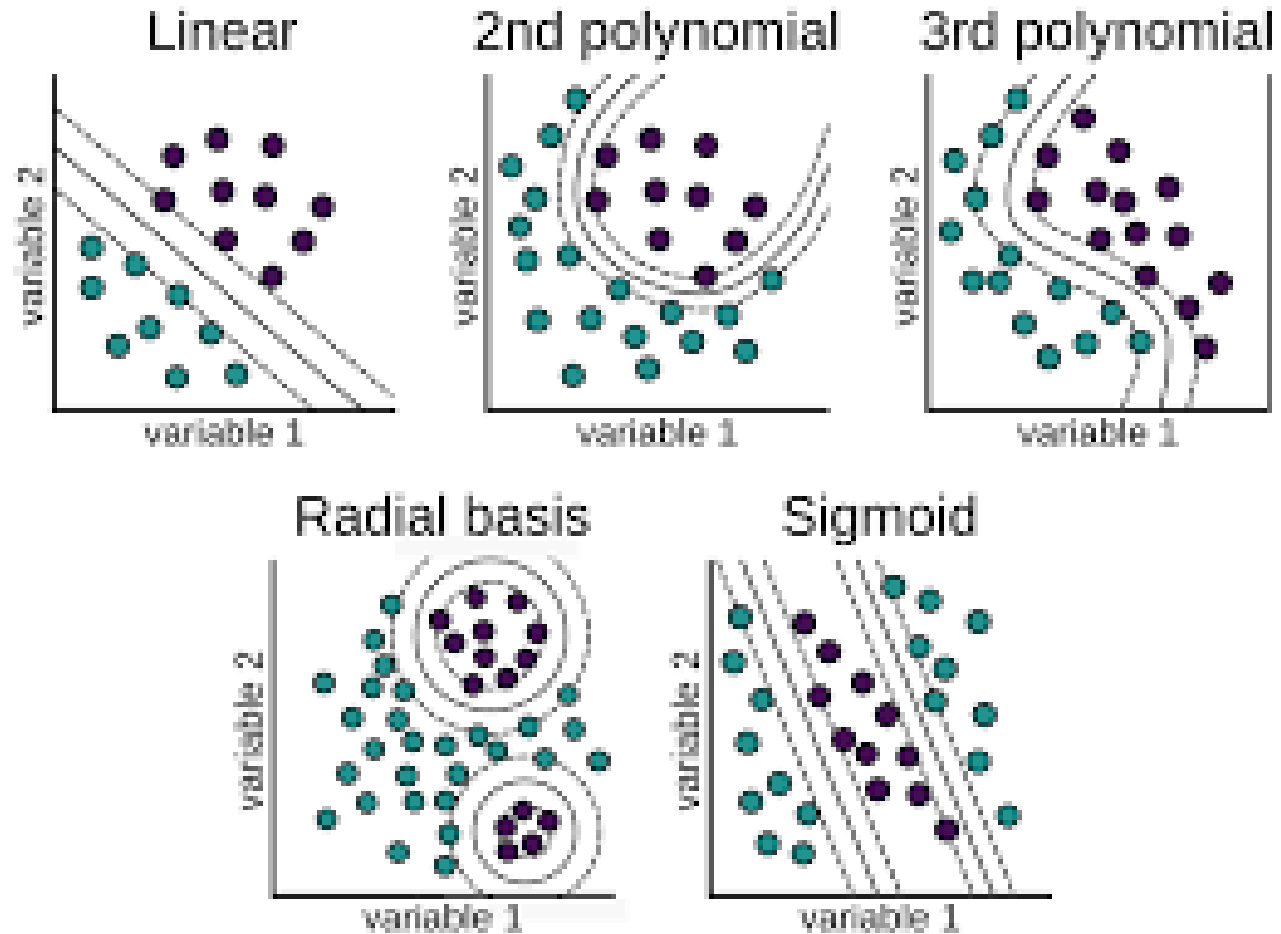 Linear
2nd polynomial
3rd polynomial
variable 2
variable 1
variable 2
variable 1
variable 2
variable 1
Radial basis
Sigmoid
variable 2
variable 1
variable 2
variable 1